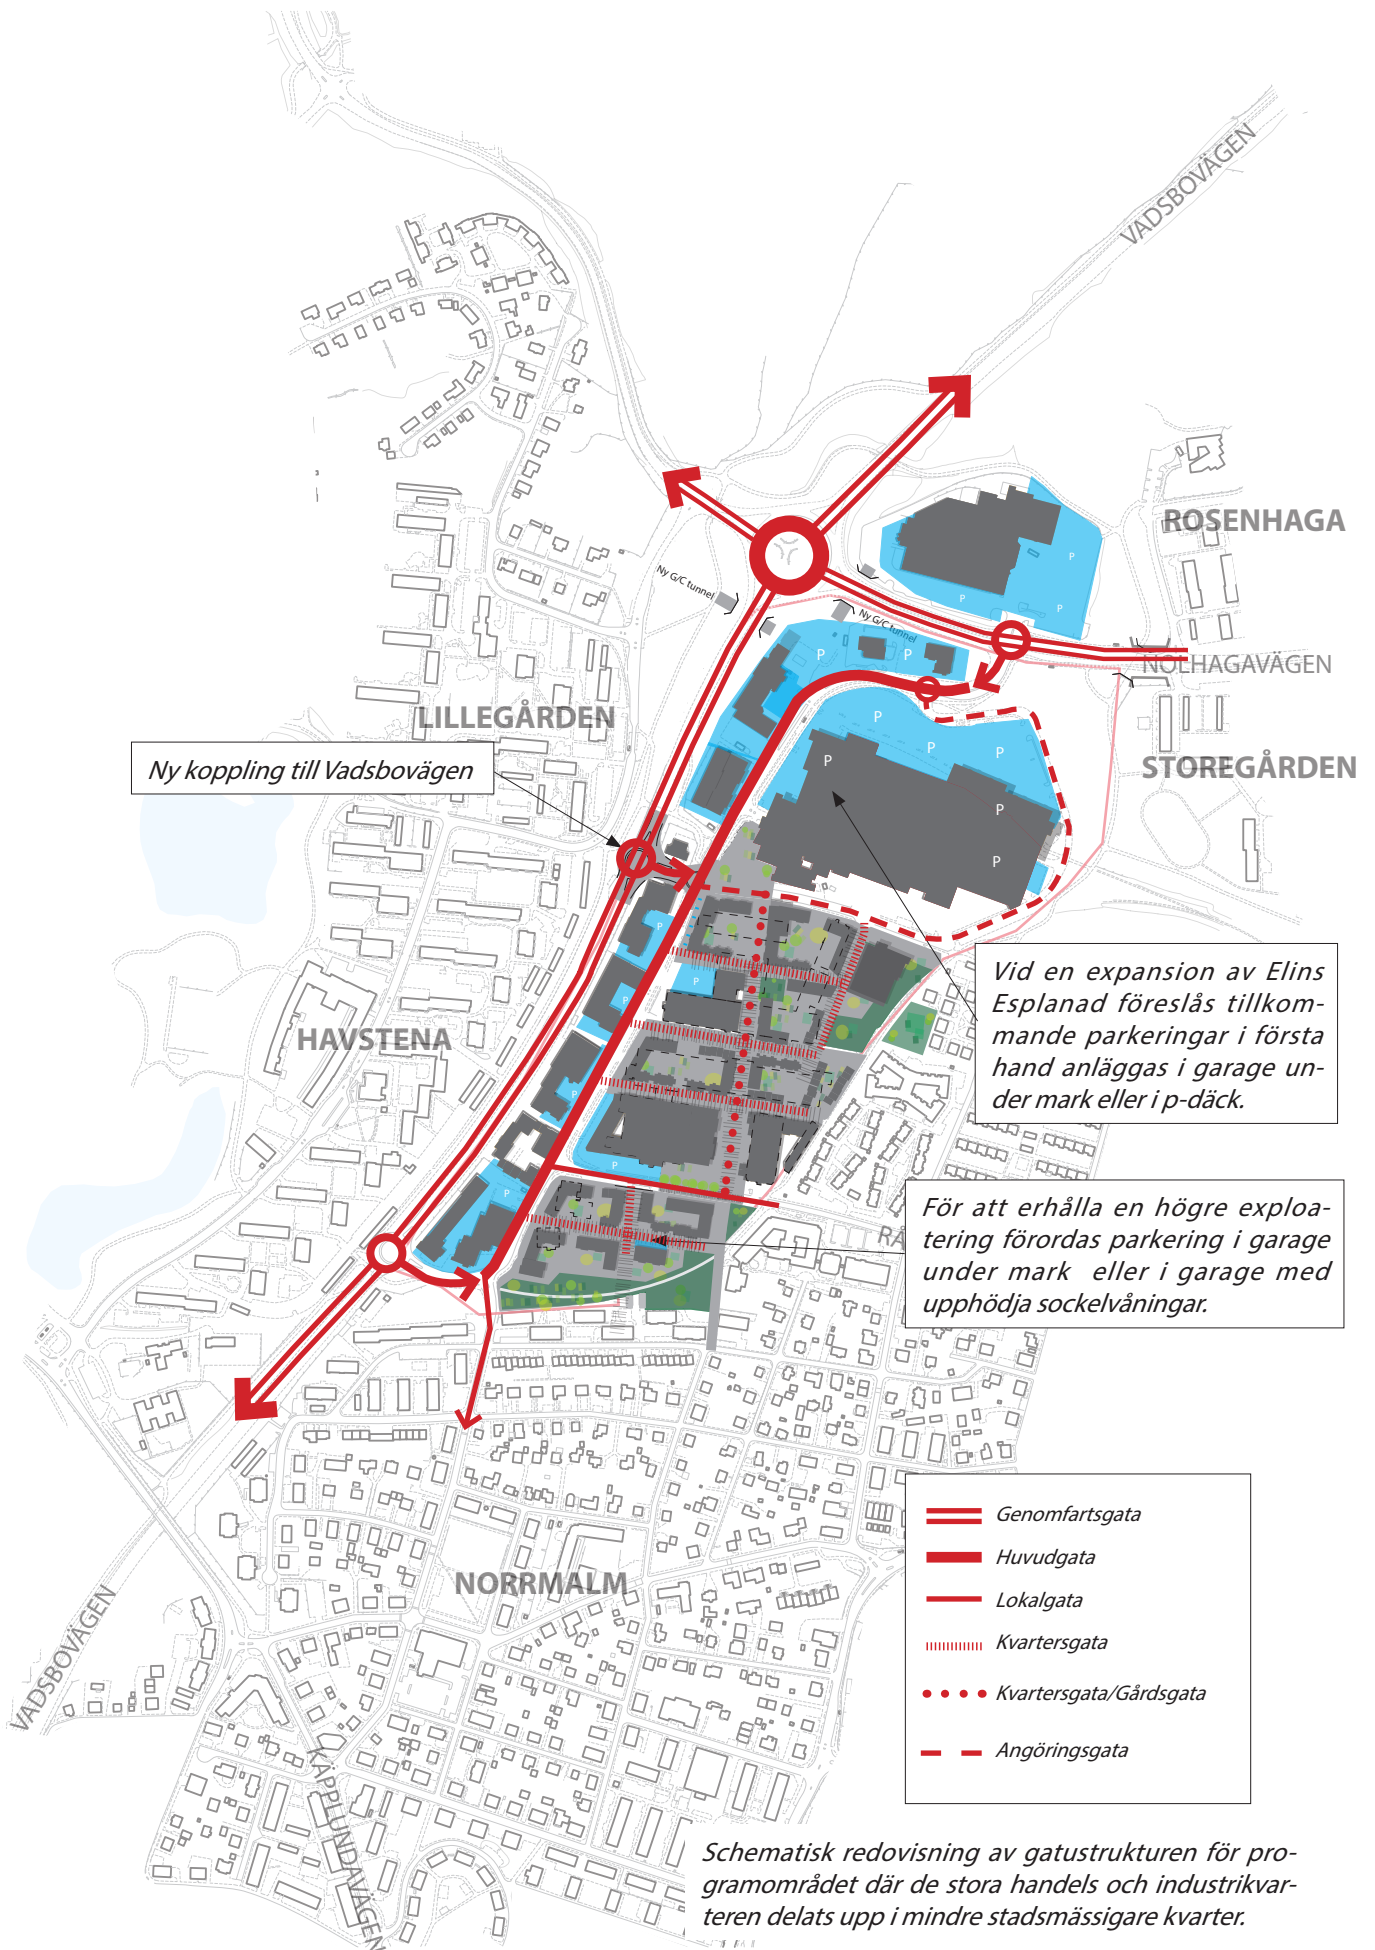 VADSBOVÄGEN
ROSENHAGA
P
P
P
Ny G/C tunnel
Ny G/C tunnel
P
P
NOLHAGAVÄGEN
LILLEGÅRDEN
P
P
P
P
STOREGÅRDEN
Ny koppling till Vadsbovägen
P
P
P
P
P
HAVSTENA
Vid en expansion av Elins
Esplanad föreslås tillkom-
mande parkeringar i första
hand anläggas i garage un-
der mark eller i p-däck.
P
P
P
För att erhålla en högre exploa-
tering förordas parkering i garage
under mark eller i garage med
upphödja sockelvåningar.
Genomfartsgata
Huvudgata
Lokalgata
Kvartersgata
Kvartersgata/Gårdsgata
Angöringsgata
NORRMALM
VADSBOVÄGEN
KÄPPLUNDAVÄGEN
Schematisk redovisning av gatustrukturen för pro-
gramområdet där de stora handels och industrikvar-
teren delats upp i mindre stadsmässigare kvarter.